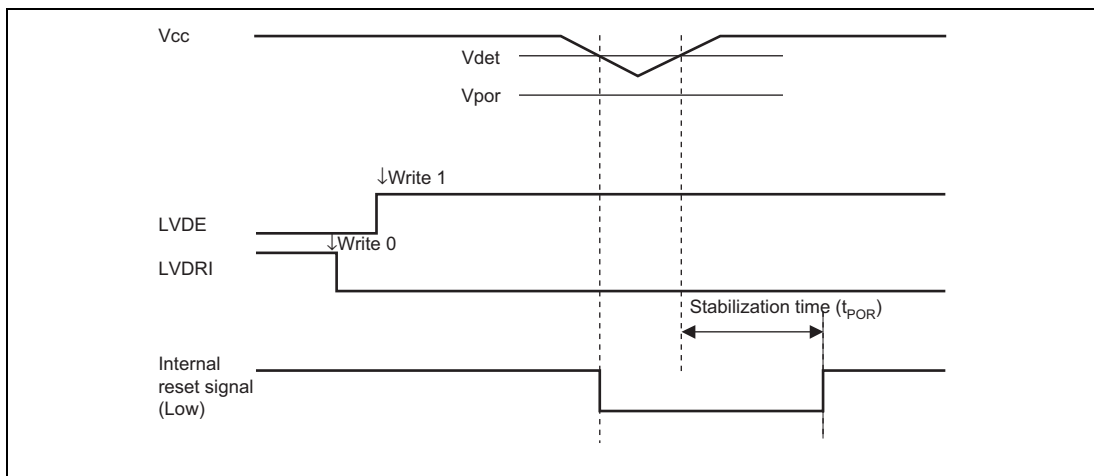 Vcc
Vdet
Vpor
↓Write 1
LVDE
↓Write 0
LVDRI
Stabilization time (tPOR)
Internal
reset signal
(Low)